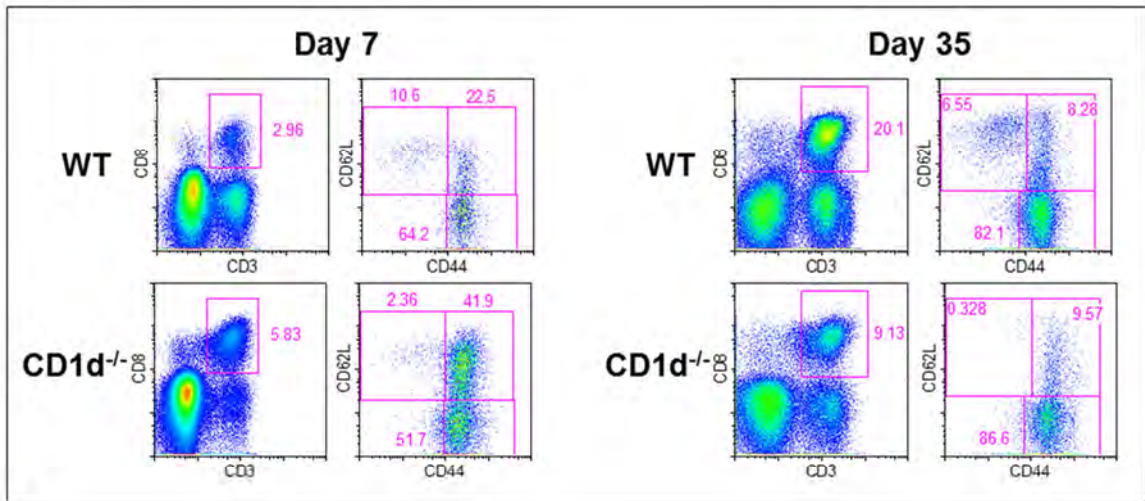 Day 7
Day 35
WT
CD8
2.96
CD3
CD62L
10.6
22.5
64.2
CD44
WT
CD8
20.1
CD3
CD62L
6.55
8.28
82.1
CD44
CD1d-/-
CD8
5.83
CD3
CD62L
2.36
41.9
51.7
CD44
CD1d-/-
CD8
9.13
CD3
CD62L
0.328
9.57
86.6
CD44